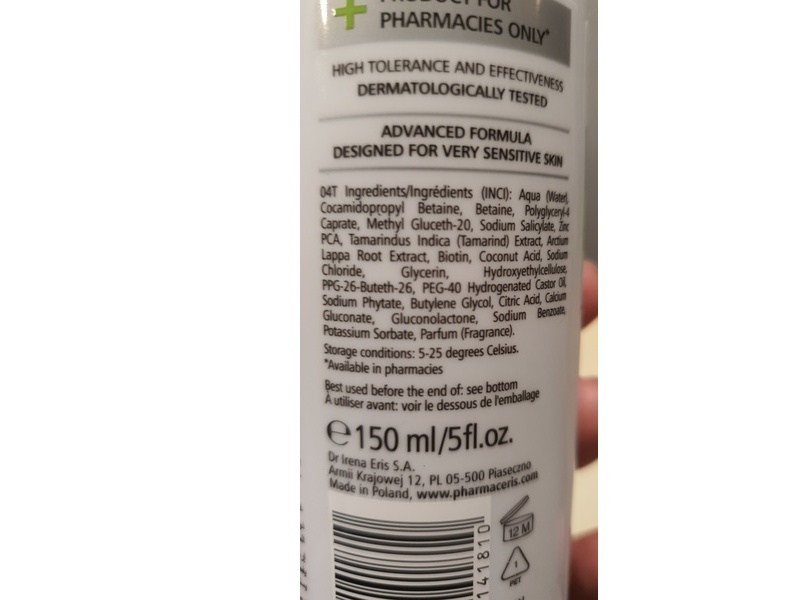 PRODUCT FOR
PHARMACIES ONLY*
HIGH TOLERANCE AND EFFECTIVENESS
DERMATOLOGICALLY TESTED
ADVANCED FORMULA
DESIGNED FOR VERY SENSITIVE SKIN
04T Ingredients/Ingrédients (INCI): Aqua (Water),
Cocamidopropyl Betaine, Betaine, Polyglyceryl-4
Caprate, Methyl Gluceth-20, Sodium Salicylate, Zinc
PCA, Tamarindus Indica (Tamarind) Extract, Arctium
Lappa Root Extract, Biotin, Coconut Acid, Sodium
Chloride, Glycerin, Hydroxyethylcellulose,
PPG-26-Buteth-26, PEG-40 Hydrogenated Castor Oil,
Sodium Phytate, Butylene Glycol, Citric Acid, Calcium
Gluconate, Gluconolactone, Sodium Benzoate,
Potassium Sorbate, Parfum (Fragrance).
Storage conditions: 5-25 degrees Celsius.
*Available in pharmacies
Best used before the end of: see bottom
À utiliser avant: voir le dessous de l'emballage
℮150 ml/5fl.oz.
Dr Irena Eris S.A.
Armii Krajowej 12, PL 05-500 Piaseczno
Made in Poland, www.pharmaceris.com
12 M
1
PET
141810